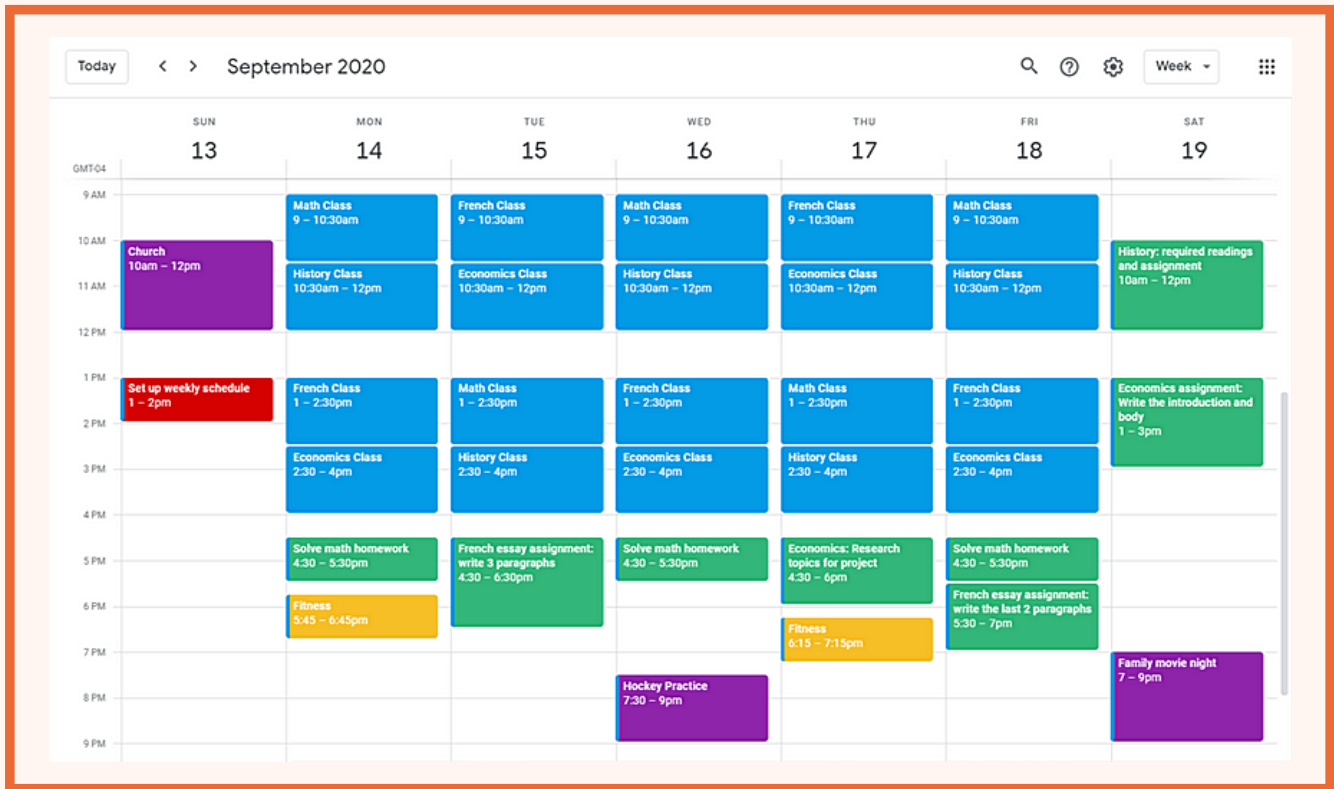 Today
September 2020
Week
SUN
MON
TUE
WED
THU
FRI
SAT
13
14
15
16
17
18
19
GMT-04
9 AM
10 AM
11 AM
12 PM
1 PM
2 PM
3 PM
4 PM
5 PM
6 PM
7 PM
8 PM
9 PM
Church
10am – 12pm
Set up weekly schedule
1 – 2pm
Math Class
9 – 10:30am
History Class
10:30am – 12pm
French Class
1 – 2:30pm
Economics Class
2:30 – 4pm
Solve math homework
4:30 – 5:30pm
Fitness
5:45 – 6:45pm
French Class
9 – 10:30am
Economics Class
10:30am – 12pm
Math Class
1 – 2:30pm
History Class
2:30 – 4pm
French essay assignment:
write 3 paragraphs
4:30 – 6:30pm
Math Class
9 – 10:30am
History Class
10:30am – 12pm
French Class
1 – 2:30pm
Economics Class
2:30 – 4pm
Solve math homework
4:30 – 5:30pm
Hockey Practice
7:30 – 9pm
French Class
9 – 10:30am
Economics Class
10:30am – 12pm
Math Class
1 – 2:30pm
History Class
2:30 – 4pm
Economics: Research
topics for project
4:30 – 6pm
Fitness
6:15 – 7:15pm
Math Class
9 – 10:30am
History Class
10:30am – 12pm
French Class
1 – 2:30pm
Economics Class
2:30 – 4pm
Solve math homework
4:30 – 5:30pm
French essay assignment:
write the last 2 paragraphs
5:30 – 7pm
History: required readings
and assignment
10am – 12pm
Economics assignment:
Write the introduction and
body
1 – 3pm
Family movie night
7 – 9pm